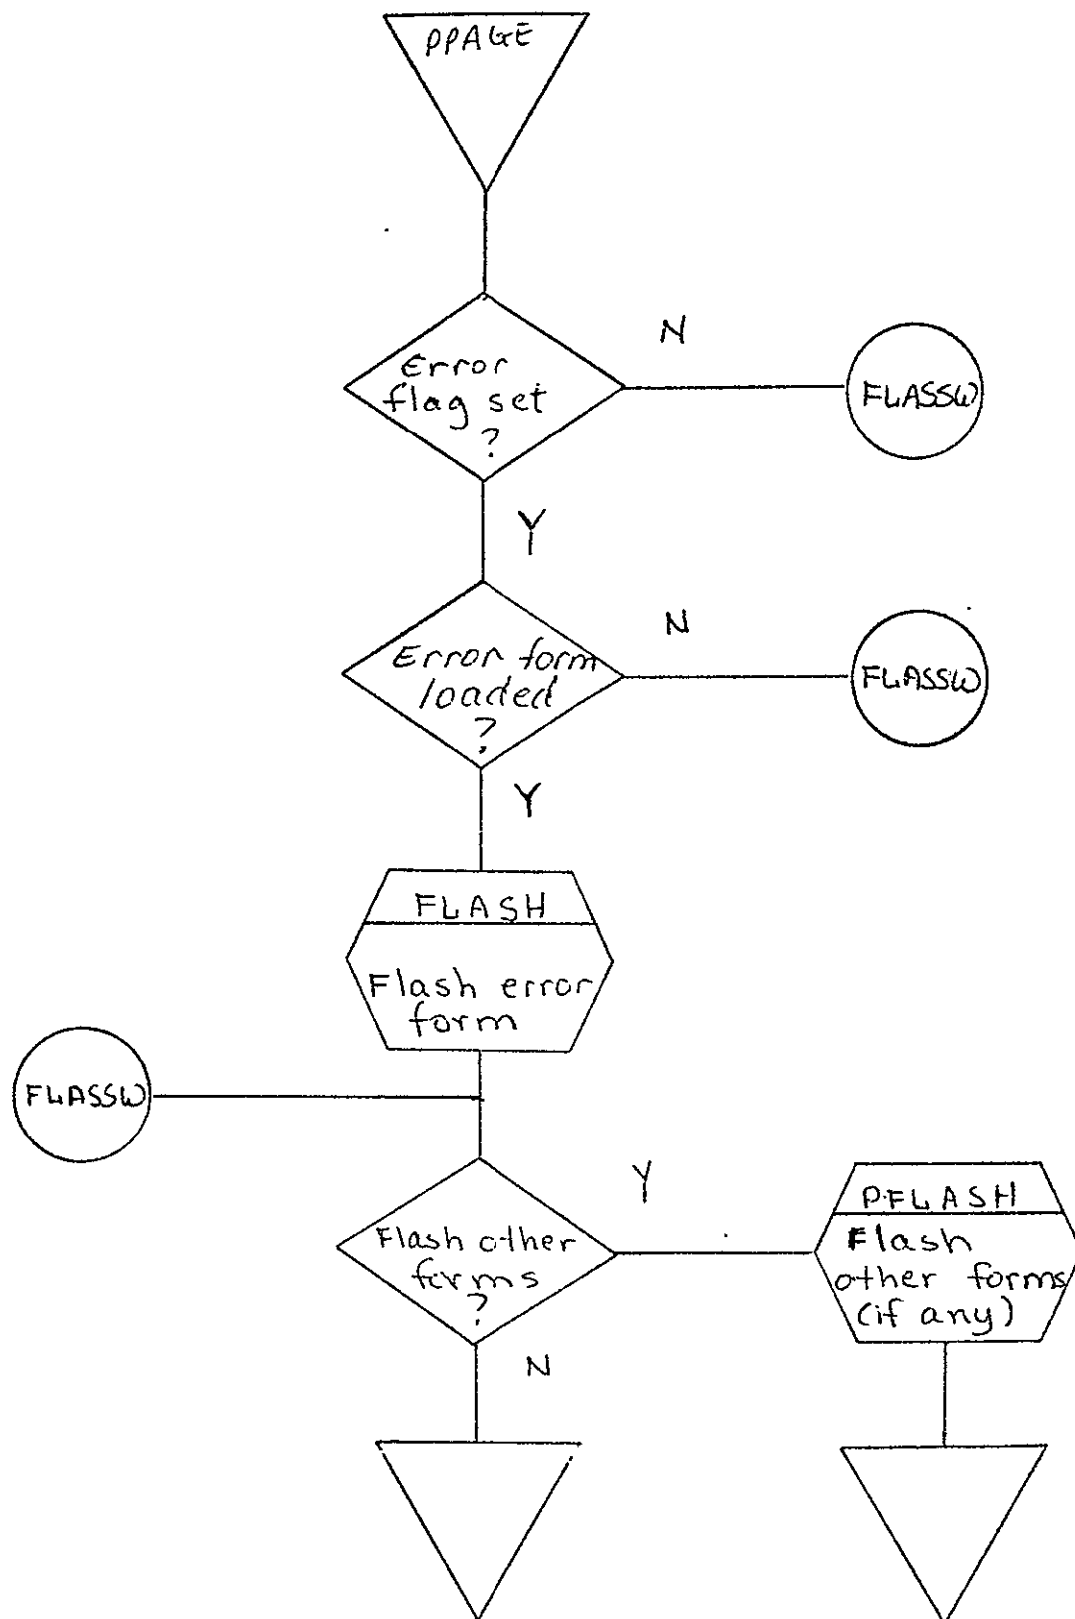 PPAGE
N
Error
flag set
?
FLASSW
Y
N
Error form
loaded
?
FLASSW
Y
FLASH
Flash error
form
FLASSW
Y
Flash other
forms
?
PFLASH
Flash
other forms
(if any)
N